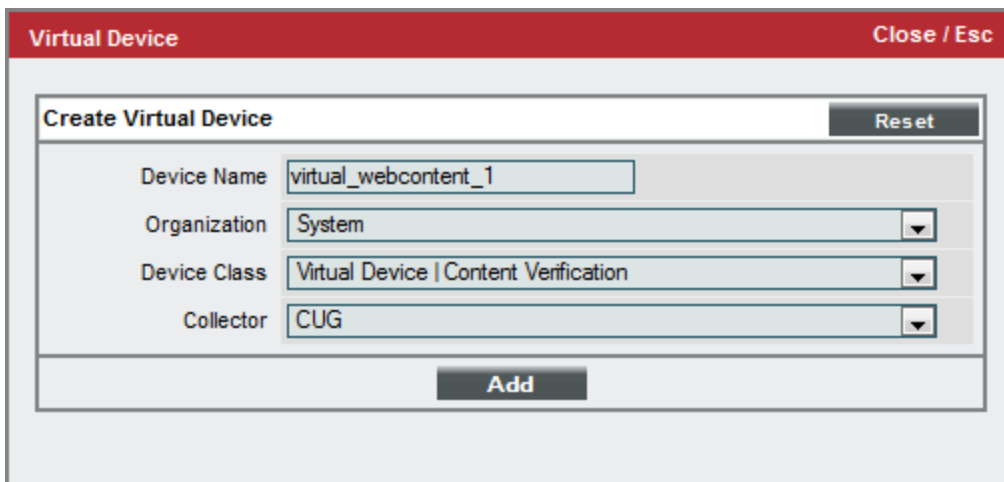 Virtual Device Close / Esc
Create Virtual Device Reset
Device Name virtual_webcontent_1
Organization System
Device Class Virtual Device | Content Verification
Collector CUG
Add